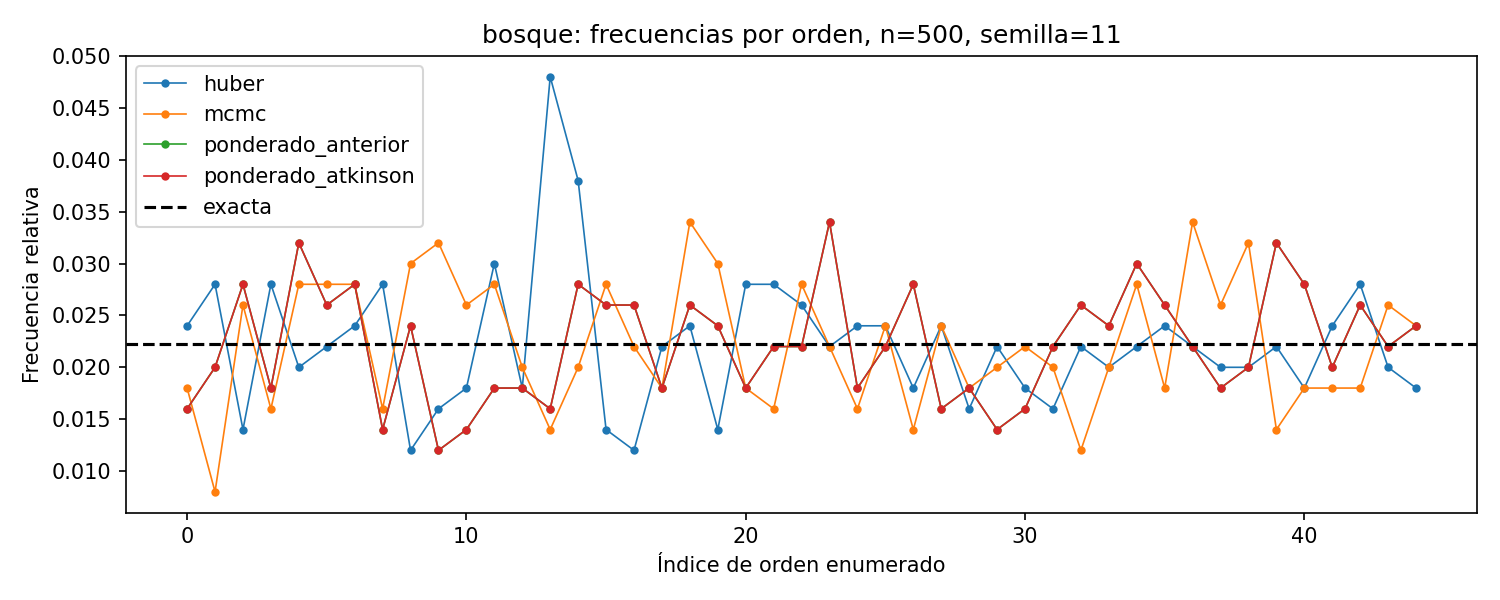 bosque: frecuencias por orden, n=500, semilla=11
huber
mcmc
ponderado_anterior
ponderado_atkinson
exacta
Frecuencia relativa
0.050
0.045
0.040
0.035
0.030
0.025
0.020
0.015
0.010
0 10 20 30 40
Índice de orden enumerado